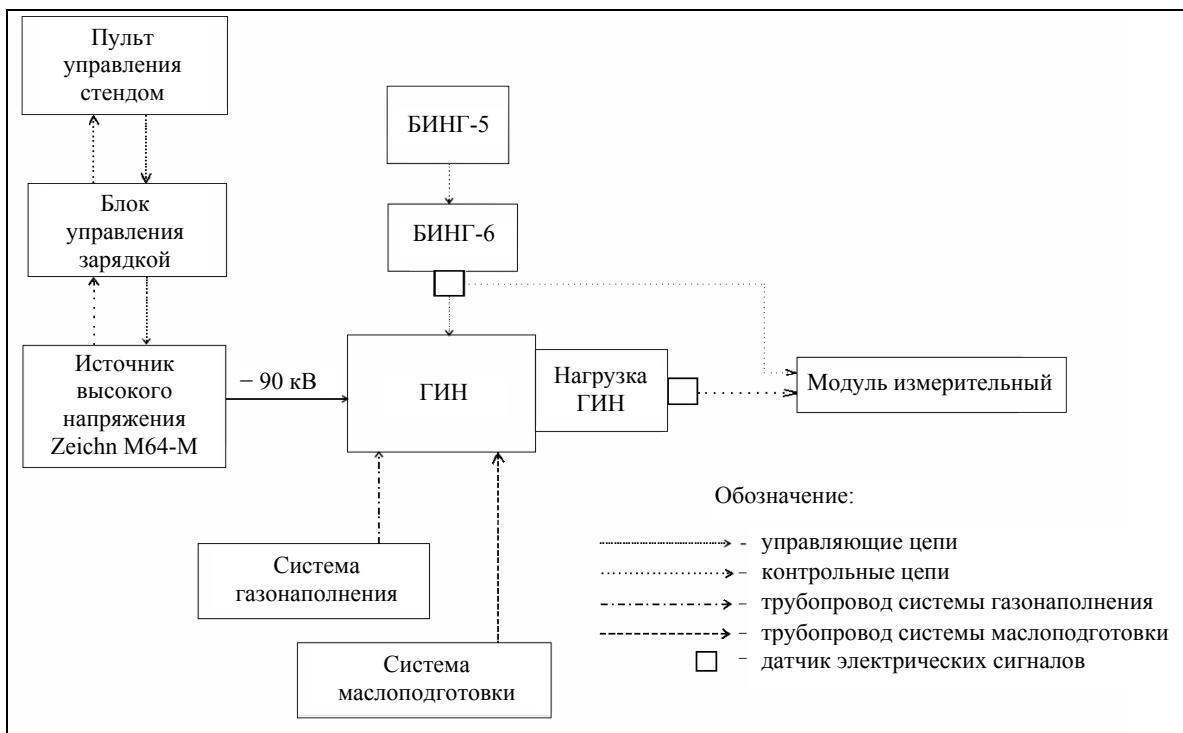 Пульт
управления
стендом
БИНГ-5
Блок
управления
зарядкой
БИНГ-6
Источник
высокого
напряжения
Zeichn M64-M
− 90 кВ
ГИН
Нагрузка
ГИН
Модуль измерительный
Обозначение:
- управляющие цепи
− контрольные цепи
− трубопровод системы газонаполнения
− трубопровод системы маслоподготовки
− датчик электрических сигналов
Система
газонаполнения
Система
маслоподготовки